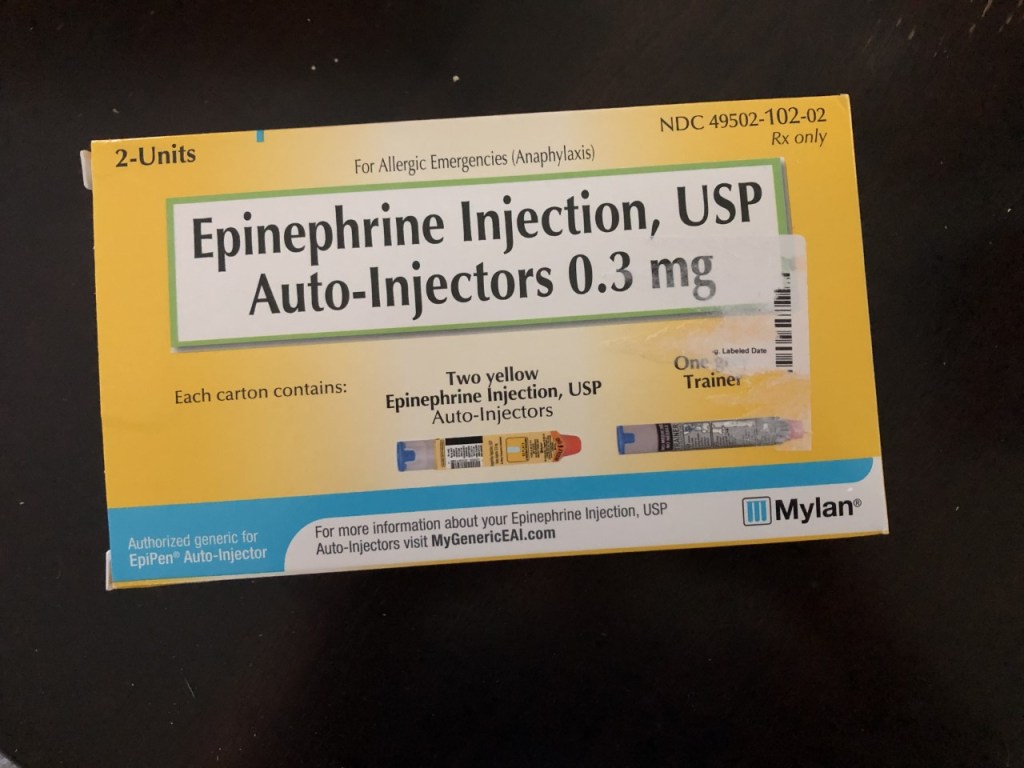 2-Units
NDC 49502-102-02
Rx only
For Allergic Emergencies (Anaphylaxis)
Epinephrine Injection, USP
Auto-Injectors 0.3 mg
Labeled Date
Each carton contains:
Two yellow
Epinephrine Injection, USP
Auto-Injectors
One
Trainer
Authorized generic for
EpiPen® Auto-Injector
For more information about your Epinephrine Injection, USP
Auto-Injectors visit MyGenericEAI.com
Mylan®